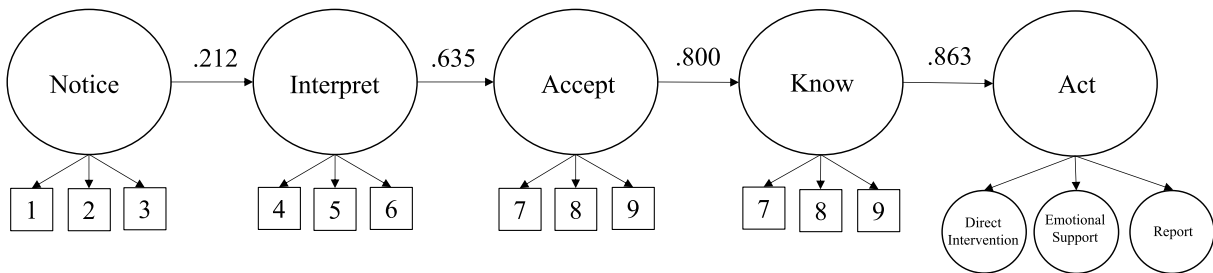 .212
.635
.800
.863
Notice
Interpret
Accept
Know
Act
1 2 3
4 5 6
7 8 9
7 8 9
Direct
Intervention
Emotional
Support
Report